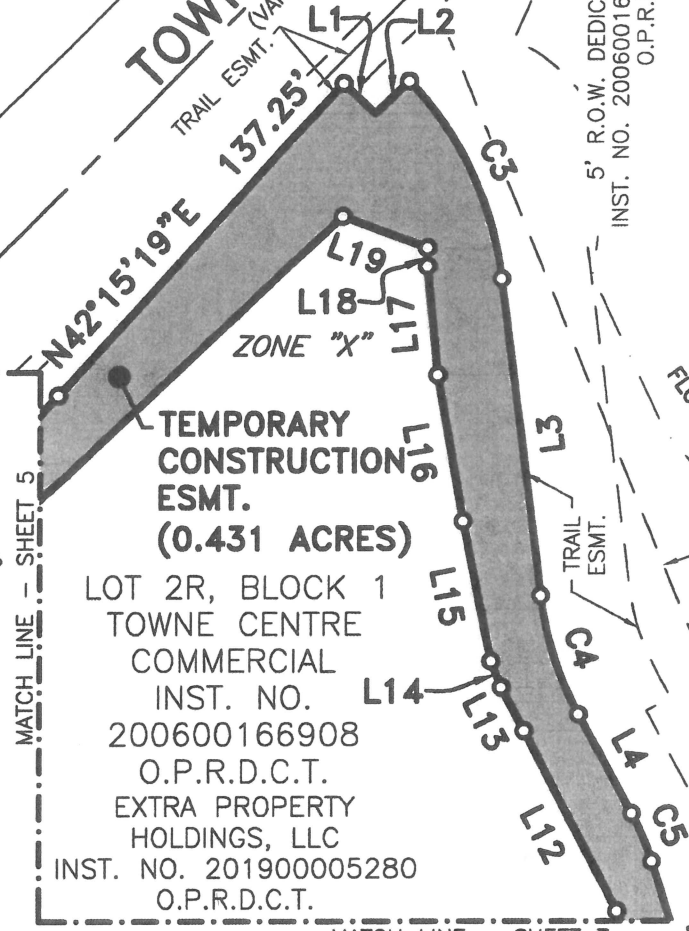 TOW
(VA
TRAIL ESMT.
L1
L2
5' R.O.W. DEDIC
INST. NO. 20060016
O.P.R.
N42°15'19"E 137.25'
C3
L19
L18
L17
ZONE "X"
L3
L16
TEMPORARY
CONSTRUCTION
ESMT.
(0.431 ACRES)
TRAIL
ESMT.
MATCH LINE - SHEET 5
LOT 2R, BLOCK 1
TOWNE CENTRE
COMMERCIAL
INST. NO.
200600166908
O.P.R.D.C.T.
EXTRA PROPERTY
HOLDINGS, LLC
INST. NO. 201900005280
O.P.R.D.C.T.
L15
L14
L13
L12
C4
L4
C5